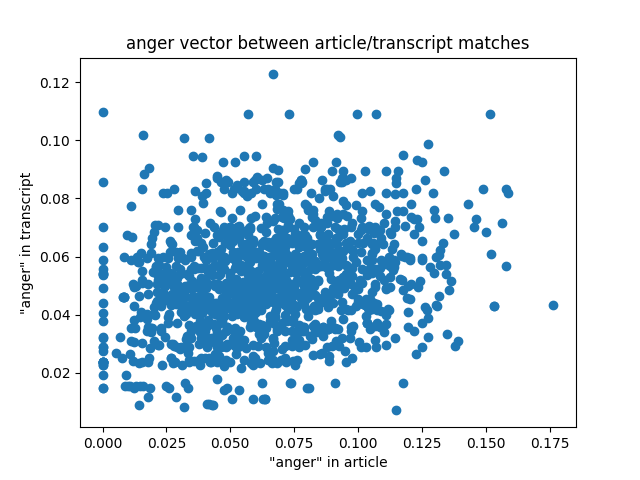 anger vector between article/transcript matches
"anger" in transcript
0.12
0.10
0.08
0.06
0.04
0.02
0.000 0.025 0.050 0.075 0.100 0.125 0.150 0.175
"anger" in article